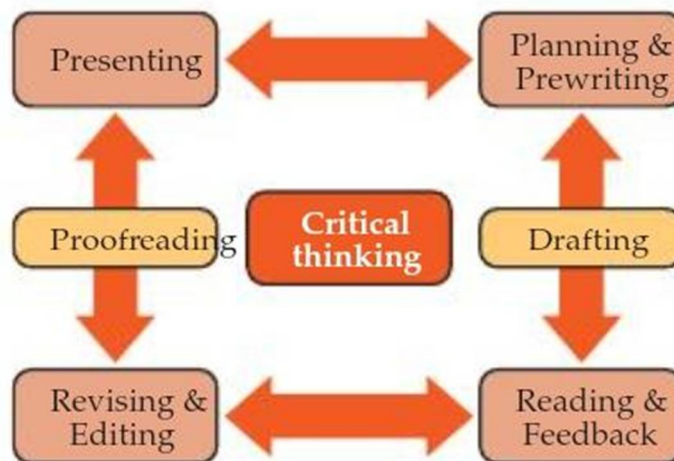 Presenting
Planning &
Prewriting
Proofreading
Critical
thinking
Drafting
Revising &
Editing
Reading &
Feedback